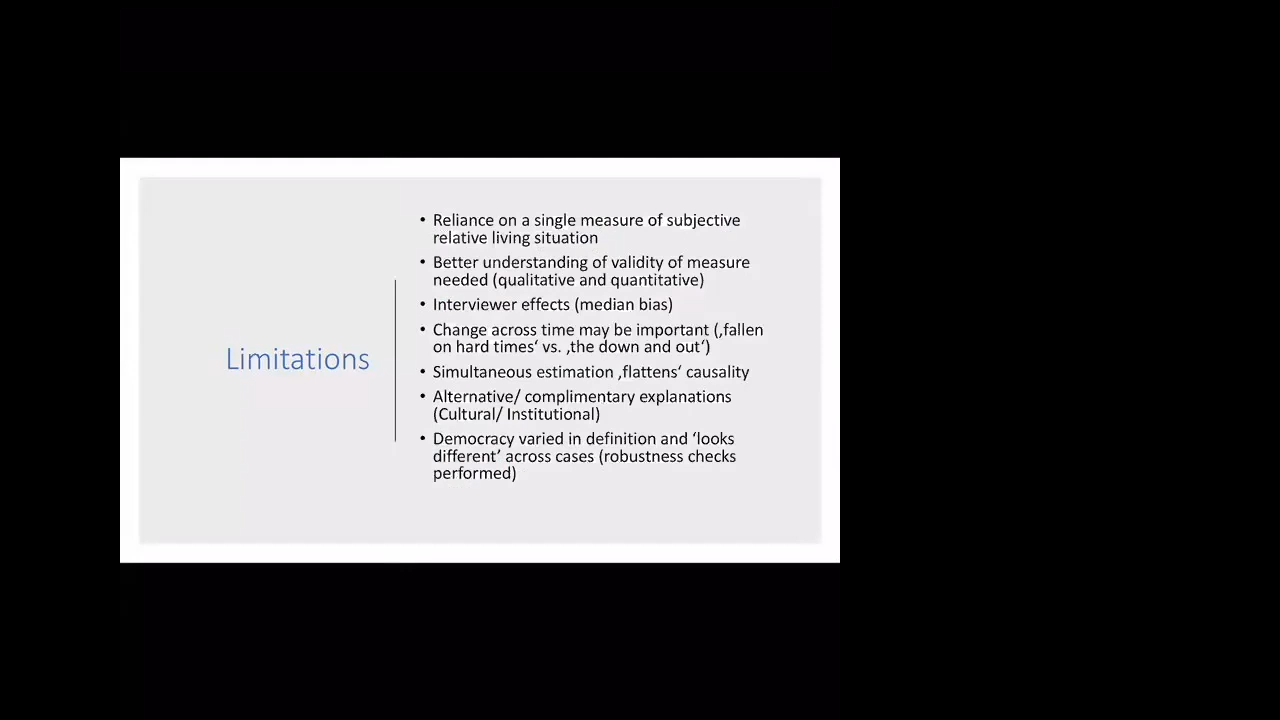 Limitations
• Reliance on a single measure of subjective
relative living situation
• Better understanding of validity of measure
needed (qualitative and quantitative)
• Interviewer effects (median bias)
• Change across time may be important (‚fallen
on hard times‘ vs. ‚the down and out‘)
• Simultaneous estimation ‚flattens‘ causality
• Alternative/ complimentary explanations
(Cultural/ Institutional)
• Democracy varied in definition and ‘looks
different’ across cases (robustness checks
performed)